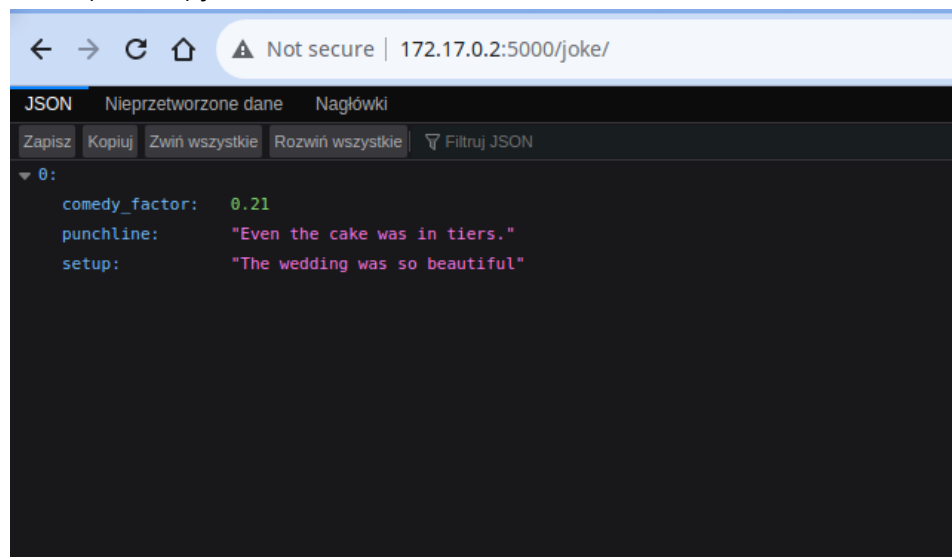 Not secure | 172.17.0.2:5000/joke/
JSON Nieprzetworzone dane Nagłówki
Zapisz Kopiuj Zwiń wszystkie Rozwiń wszystkie Filtruj JSON
0:
comedy_factor: 0.21
punchline: "Even the cake was in tiers."
setup: "The wedding was so beautiful"